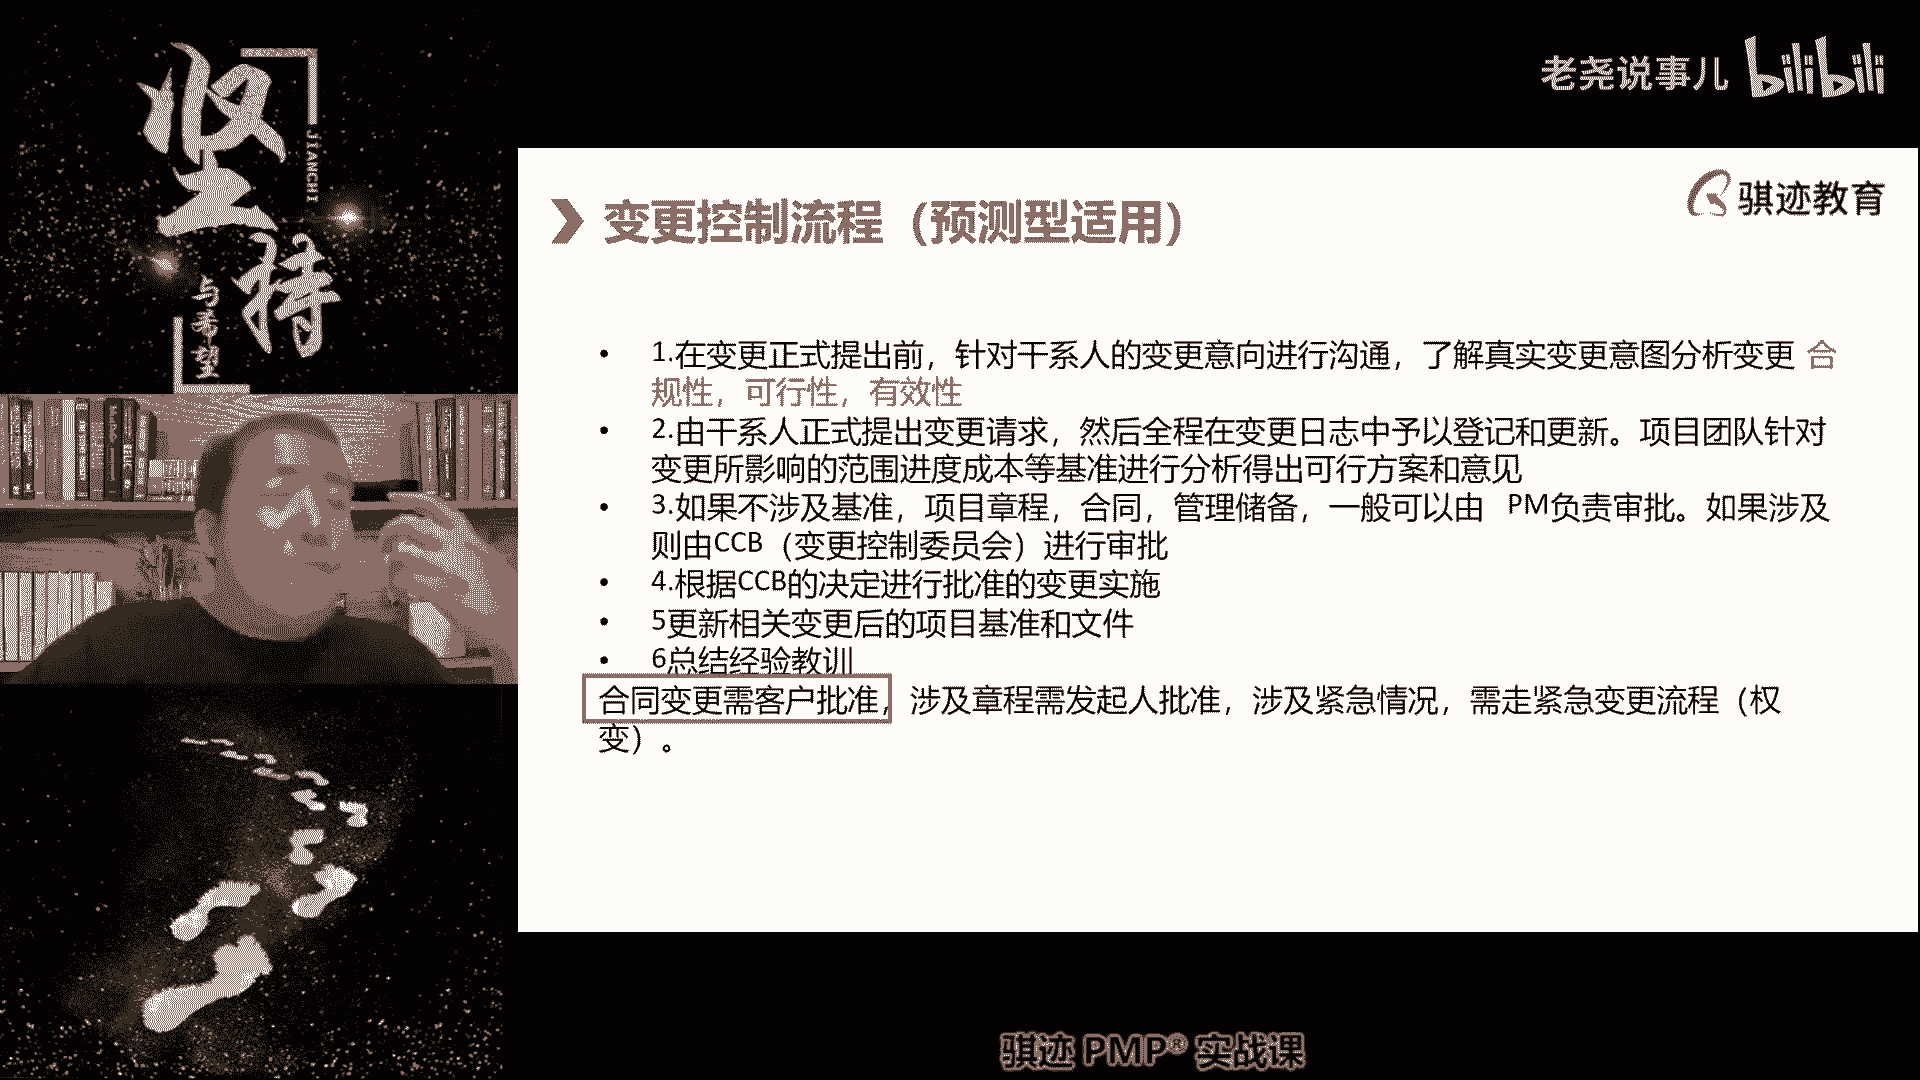 坚持
JIANCHI
与希望
老尧说事儿 bilibili
骐迹教育
变更控制流程（预测型适用）
• 1.在变更正式提出前，针对干系人的变更意向进行沟通，了解真实变更意图分析变更 合
规性，可行性，有效性
• 2.由干系人正式提出变更请求，然后全程在变更日志中予以登记和更新。项目团队针对
变更所影响的范围进度成本等基准进行分析得出可行方案和意见
• 3.如果不涉及基准，项目章程，合同，管理储备，一般可以由 PM负责审批。如果涉及
则由CCB（变更控制委员会）进行审批
• 4.根据CCB的决定进行批准的变更实施
• 5更新相关变更后的项目基准和文件
• 6总结经验教训
合同变更需客户批准，涉及章程需发起人批准，涉及紧急情况，需走紧急变更流程（权
变）。
骐迹 PMP® 实战课